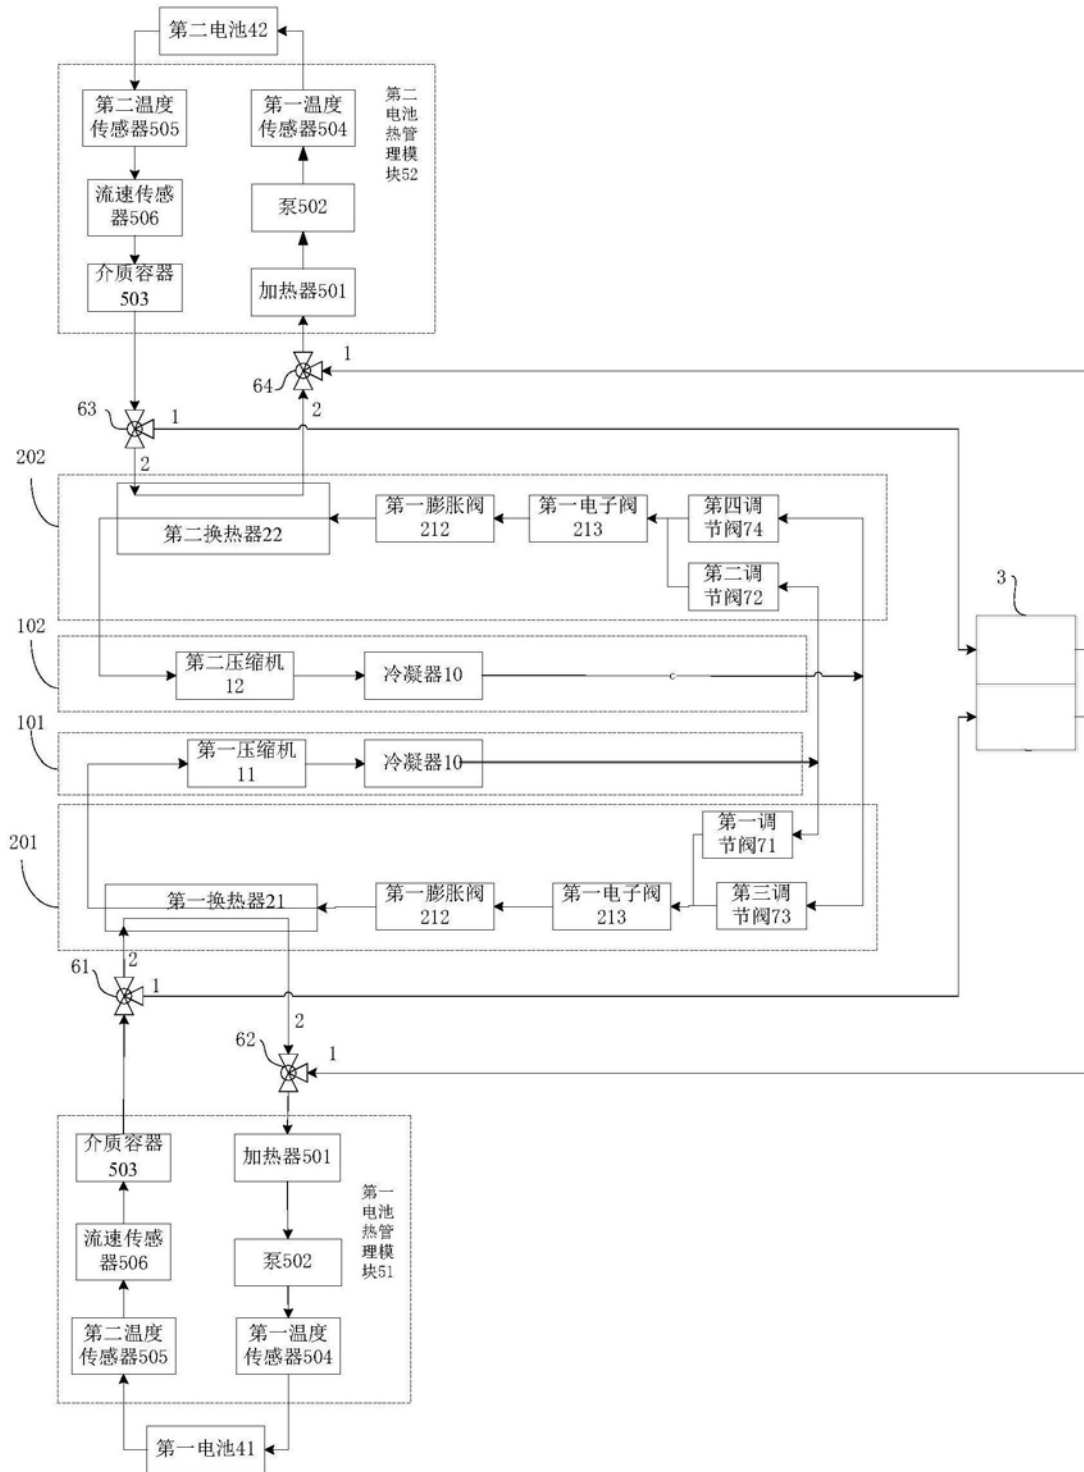 第二电池42
第二温度
传感器505
第一温度
传感器504
第二
电池
热管
理模
块52
流速传感
器506
泵502
介质容器
503
加热器501
64
1
2
63
1
2
202
第二换热器22
第一膨胀阀
212
第一电子阀
213
第四调
节阀74
第二调
节阀72
3
102
第二压缩机
12
冷凝器10
c
101
第一压缩机
11
冷凝器10
201
第一换热器21
第一膨胀阀
212
第一电子阀
213
第一调
节阀71
第三调
节阀73
61
2
1
62
2
1
介质容器
503
加热器501
第一
电池
热管
理模
块51
流速传感
器506
泵502
第二温度
传感器505
第一温度
传感器504
第一电池41